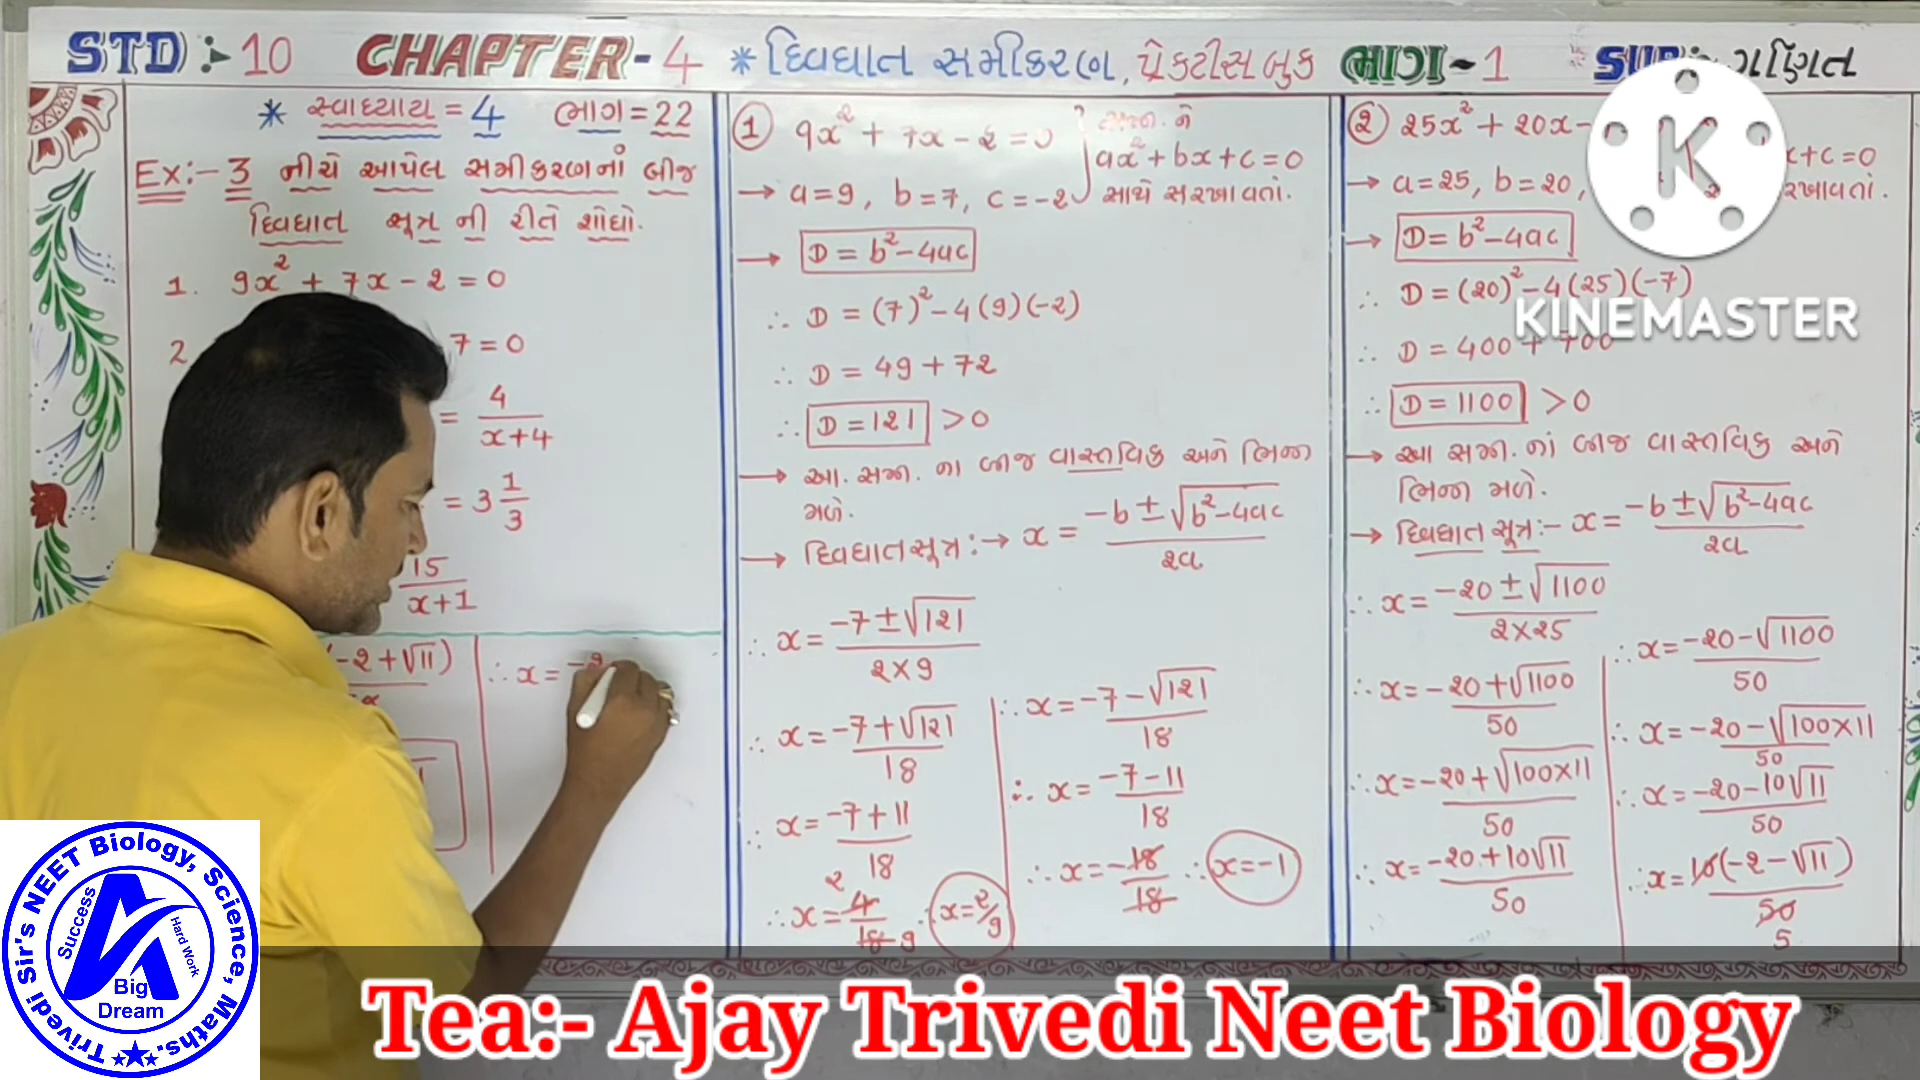 STD :- 10 CHAPTER-4 * દ્વિઘાત સમીકરણ, પ્રેક્ટીસ બુક ભાગ-1 * SUB: ગણિત
* સ્વાધ્યાય = 4 ભાગ = 22
Ex:- 3 નીચે આપેલ સમીકરણનાં બીજ
દ્વિઘાત સૂત્ર ની રીતે શોધો.
1. 9x² + 7x - 2 = 0
2. 7 = 0
= 4/(x+4)
= 3 1/3
15/(x+1)
(-2 + √11)
∴ x = -2
① 9x² + 7x - 2 = 0 } સમી. ને
ax² + bx + c = 0
→ a = 9, b = 7, c = -2 સાથે સરખાવતાં.
→ D = b² - 4ac
∴ D = (7)² - 4(9)(-2)
∴ D = 49 + 72
∴ D = 121 > 0
→ આ. સમી. ના બીજ વાસ્તવિક અને ભિન્ન
મળે.
→ દ્વિઘાતસૂત્ર :→ x = (-b ± √(b²-4ac))/2a
∴ x = (-7 ± √121)/(2×9)
∴ x = (-7 + √121)/18
∴ x = (-7 + 11)/18
∴ x = 4/18 2 9 ∴ x = 2/9
∴ x = (-7 - √121)/18
∴ x = (-7 - 11)/18
∴ x = -18/18 ∴ x = -1
② 25x² + 20x -
x + c = 0
→ a = 25, b = 20, રખાવતાં.
→ D = b² - 4ac
∴ D = (20)² - 4(25)(-7)
KINEMASTER
∴ D = 400 + 700
∴ D = 1100 > 0
→ આ સમી. નાં બીજ વાસ્તવિક અને
ભિન્ન મળે.
→ દ્વિઘાત સૂત્ર :- x = (-b ± √(b²-4ac))/2a
∴ x = (-20 ± √1100)/(2×25)
∴ x = (-20 + √1100)/50
∴ x = (-20 + √(100×11))/50
∴ x = (-20 + 10√11)/50
∴ x = (-20 - √1100)/50
∴ x = (-20 - √(100×11))/50
∴ x = (-20 - 10√11)/50
∴ x = 10(-2 - √11)/50 5
Trivedi Sir's NEET Biology, Science, Maths.
Success
Hard Work
Big
Dream
Tea:- Ajay Trivedi Neet Biology